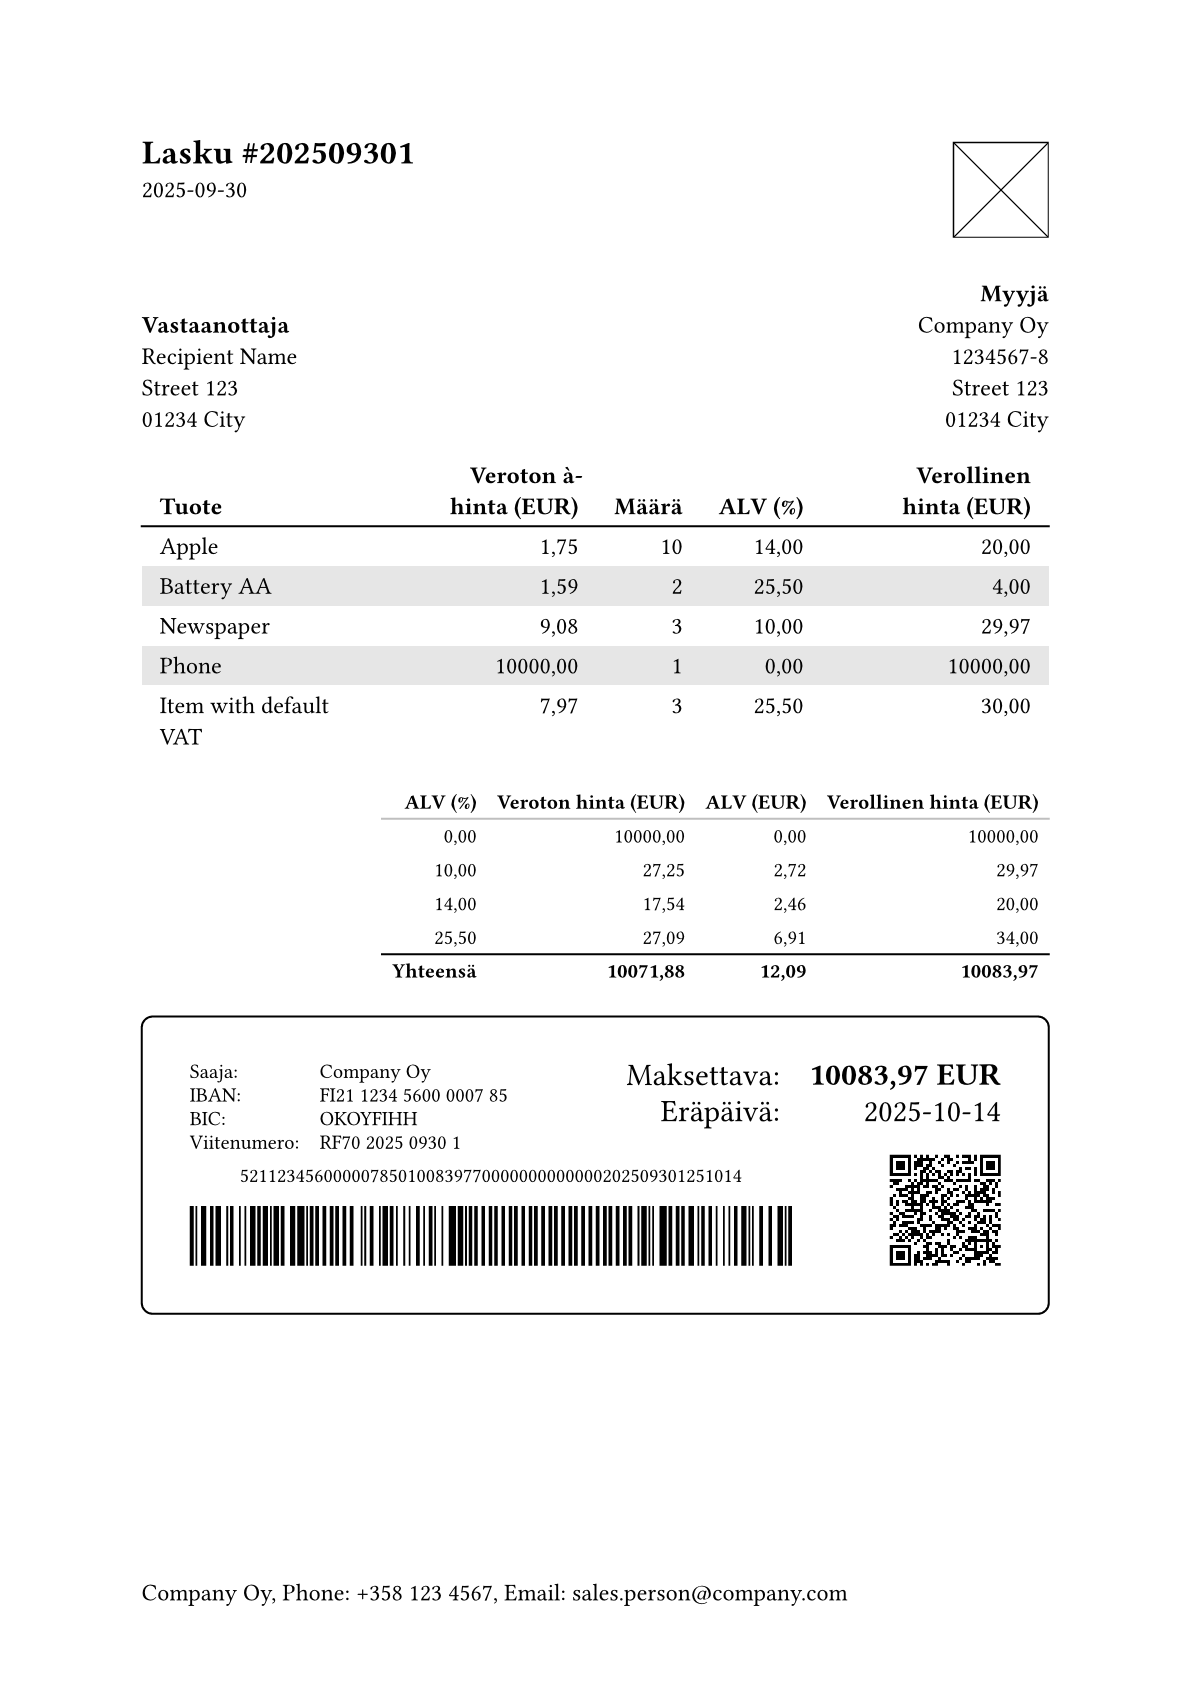 Lasku #202509301
2025-09-30
Myyjä
Company Oy
1234567-8
Street 123
01234 City
Vastaanottaja
Recipient Name
Street 123
01234 City
Tuote Veroton à-hinta (EUR) Määrä ALV (%) Verollinen hinta (EUR)
Apple 1,75 10 14,00 20,00
Battery AA 1,59 2 25,50 4,00
Newspaper 9,08 3 10,00 29,97
Phone 10000,00 1 0,00 10000,00
Item with default 7,97 3 25,50 30,00
VAT
ALV (%) Veroton hinta (EUR) ALV (EUR) Verollinen hinta (EUR)
0,00 10000,00 0,00 10000,00
10,00 27,25 2,72 29,97
14,00 17,54 2,46 20,00
25,50 27,09 6,91 34,00
Yhteensä 10071,88 12,09 10083,97
Saaja: Company Oy
IBAN: FI21 1234 5600 0007 85
BIC: OKOYFIHH
Viitenumero: RF70 2025 0930 1
Maksettava: 10083,97 EUR
Eräpäivä: 2025-10-14
521123456000007850100839770000000000000202509301251014
Company Oy, Phone: +358 123 4567, Email: sales.person@company.com